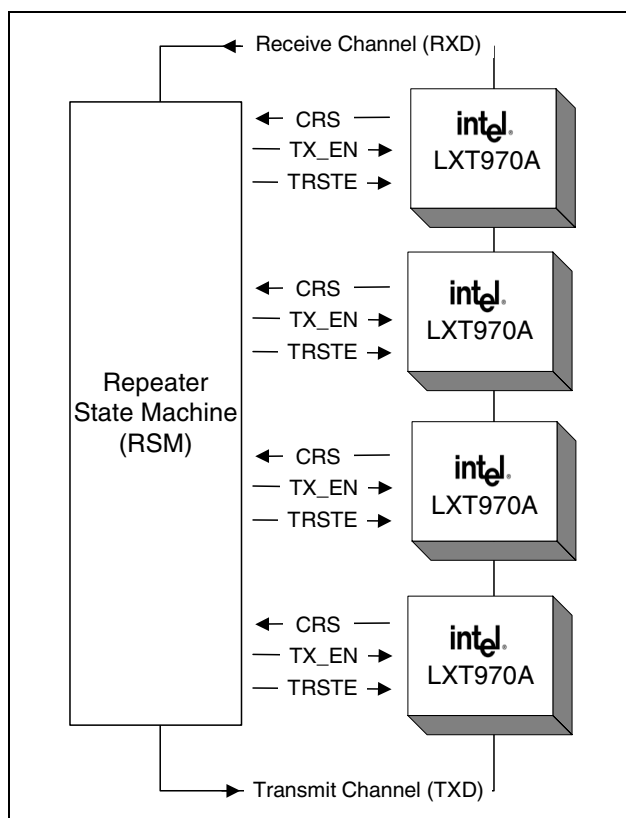 Receive Channel (RXD)
CRS
TX_EN
TRSTE
intel®
LXT970A
CRS
TX_EN
TRSTE
intel®
LXT970A
Repeater
State Machine
(RSM)
CRS
TX_EN
TRSTE
intel®
LXT970A
CRS
TX_EN
TRSTE
intel®
LXT970A
Transmit Channel (TXD)